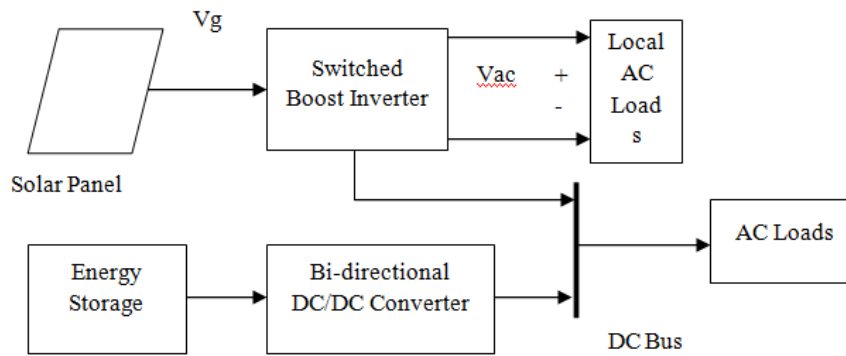 Vg
Switched
Boost Inverter
Vac +
-
Local
AC
Load
s
Solar Panel
Energy
Storage
Bi-directional
DC/DC Converter
AC Loads
DC Bus